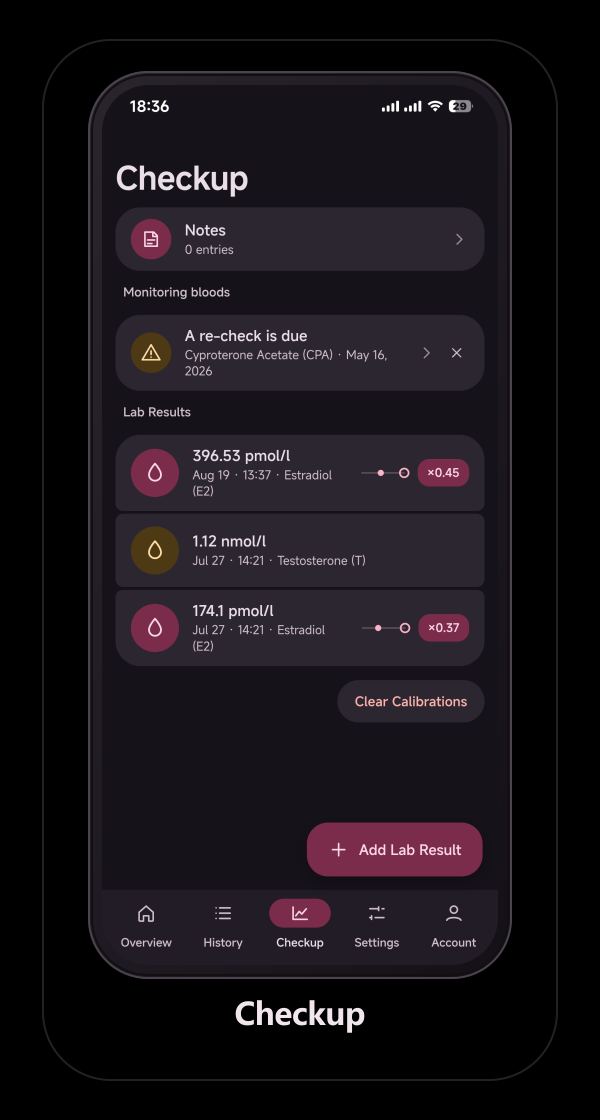 18:36
29
Checkup
Notes
0 entries
Monitoring bloods
A re-check is due
Cyproterone Acetate (CPA) · May 16,
2026
Lab Results
396.53 pmol/l
Aug 19 · 13:37 · Estradiol
(E2)
×0.45
1.12 nmol/l
Jul 27 · 14:21 · Testosterone (T)
174.1 pmol/l
Jul 27 · 14:21 · Estradiol
(E2)
×0.37
Clear Calibrations
Add Lab Result
Overview
History
Checkup
Settings
Account
Checkup